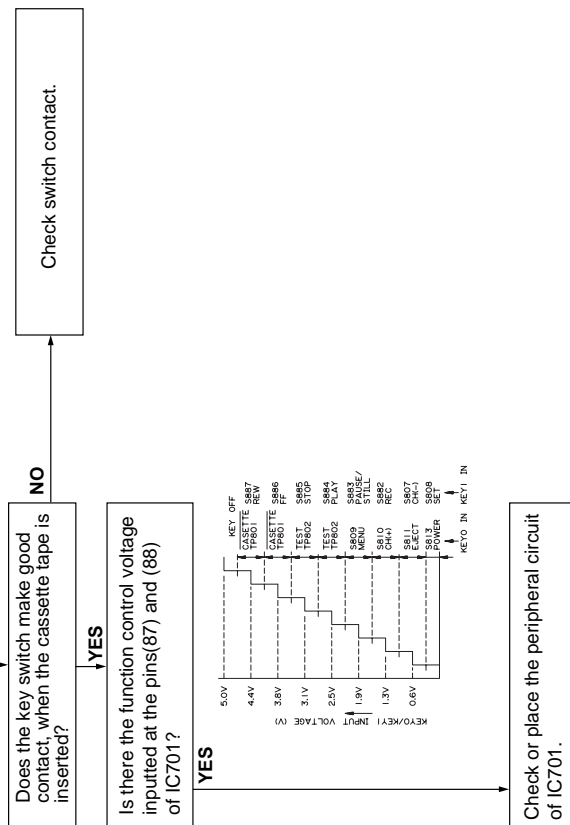 Does the key switch make good
contact, when the cassette tape is
inserted?
NO
Check switch contact.
YES
Is there the function control voltage
inputted at the pins(87) and (88)
of IC701?
YES
KEY0/KEY1 INPUT VOLTAGE (V)
5.0V
4.4V
3.8V
3.1V
2.5V
1.9V
1.3V
0.6V
KEY OFF
CASSETTE S887
TP801 REW
CASSETTE S886
TP801 FF
TEST S885
TP802 STOP
TEST S884
TP802 PLAY
S809 S883
MENU PAUSE/
STILL
S810 S882
CH(+) REC
S811 S807
EJECT CH(-)
S813 S808
POWER SET
KEY0 IN KEY1 IN
Check or place the peripheral circuit
of IC701.